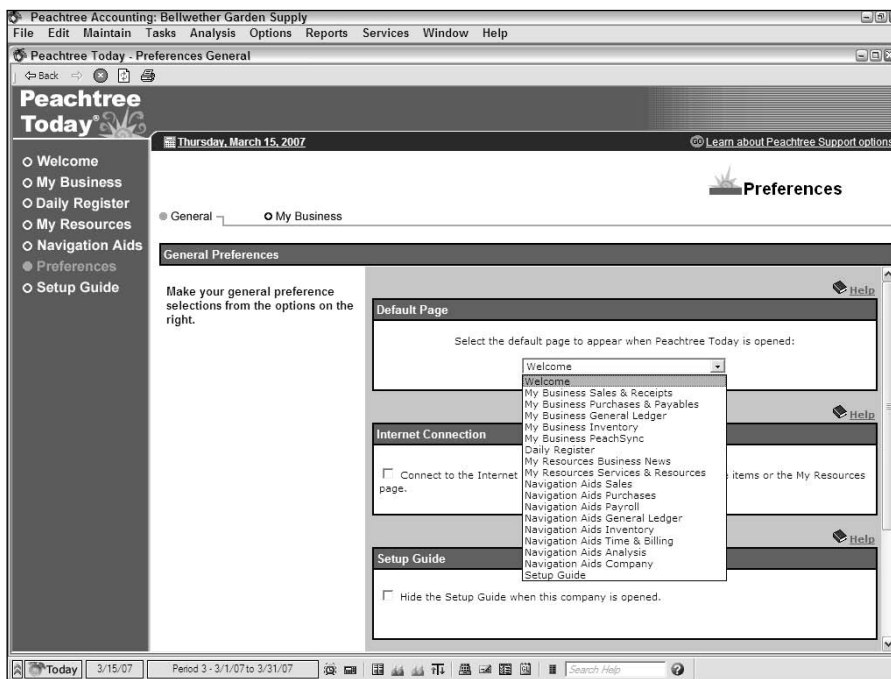 Peachtree Accounting: Bellwether Garden Supply
File Edit Maintain Tasks Analysis Options Reports Services Window Help
Peachtree Today - Preferences General
Back
Peachtree
Today®
Thursday, March 15, 2007
GO Learn about Peachtree Support options
Welcome
My Business
Daily Register
My Resources
Navigation Aids
Preferences
Setup Guide
Preferences
General
My Business
General Preferences
Make your general preference
selections from the options on the
right.
Help
Default Page
Select the default page to appear when Peachtree Today is opened:
Welcome
Welcome
My Business Sales & Receipts
My Business Purchases & Payables
My Business General Ledger
My Business Inventory
My Business PeachSync
Daily Register
My Resources Business News
My Resources Services & Resources
Navigation Aids Sales
Navigation Aids Purchases
Navigation Aids Payroll
Navigation Aids General Ledger
Navigation Aids Inventory
Navigation Aids Time & Billing
Navigation Aids Analysis
Navigation Aids Company
Setup Guide
Help
Internet Connection
Connect to the Internet
items or the My Resources
page.
Help
Setup Guide
Hide the Setup Guide when this company is opened.
Today 3/15/07 Period 3 - 3/1/07 to 3/31/07 Search Help